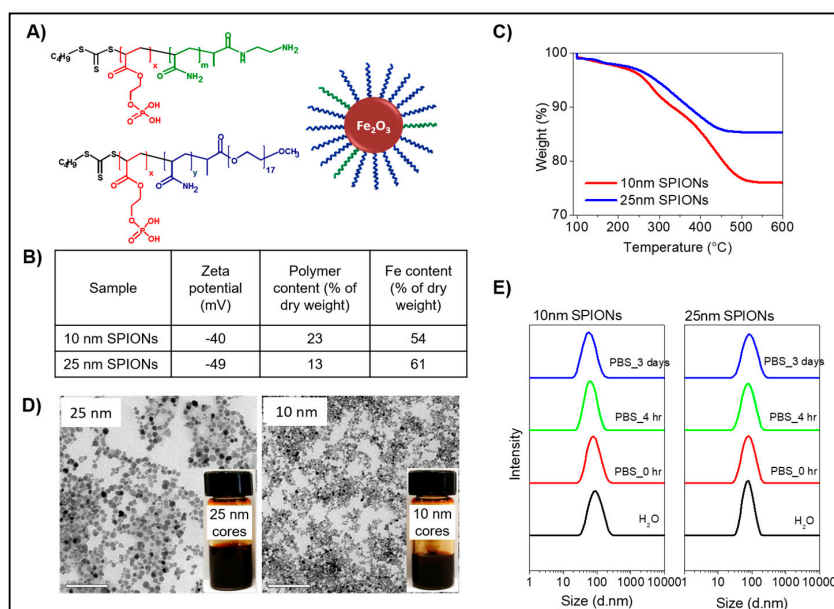 A)
C₄H₉
S
S
S
x
m
O
O
O
NH₂
O
N
H
NH₂
O
O
P
OH
OH
C₄H₉
S
S
S
x
y
O
O
O
NH₂
O
O
O
17
CH₃
O
O
P
OH
OH
Fe₂O₃
B)
Sample Zeta potential (mV) Polymer content (% of dry weight) Fe content (% of dry weight)
10 nm SPIONs -40 23 54
25 nm SPIONs -49 13 61
C)
Weight (%)
100
90
80
70
10nm SPIONs
25nm SPIONs
100 200 300 400 500 600
Temperature (°C)
D)
25 nm
25 nm
cores
10 nm
10 nm
cores
E)
10nm SPIONs
25nm SPIONs
Intensity
PBS_3 days
PBS_4 hr
PBS_0 hr
H₂O
PBS_3 days
PBS_4 hr
PBS_0 hr
H₂O
1 10 100 1000 10000
1 10 100 1000 10000
Size (d.nm)
Size (d.nm)